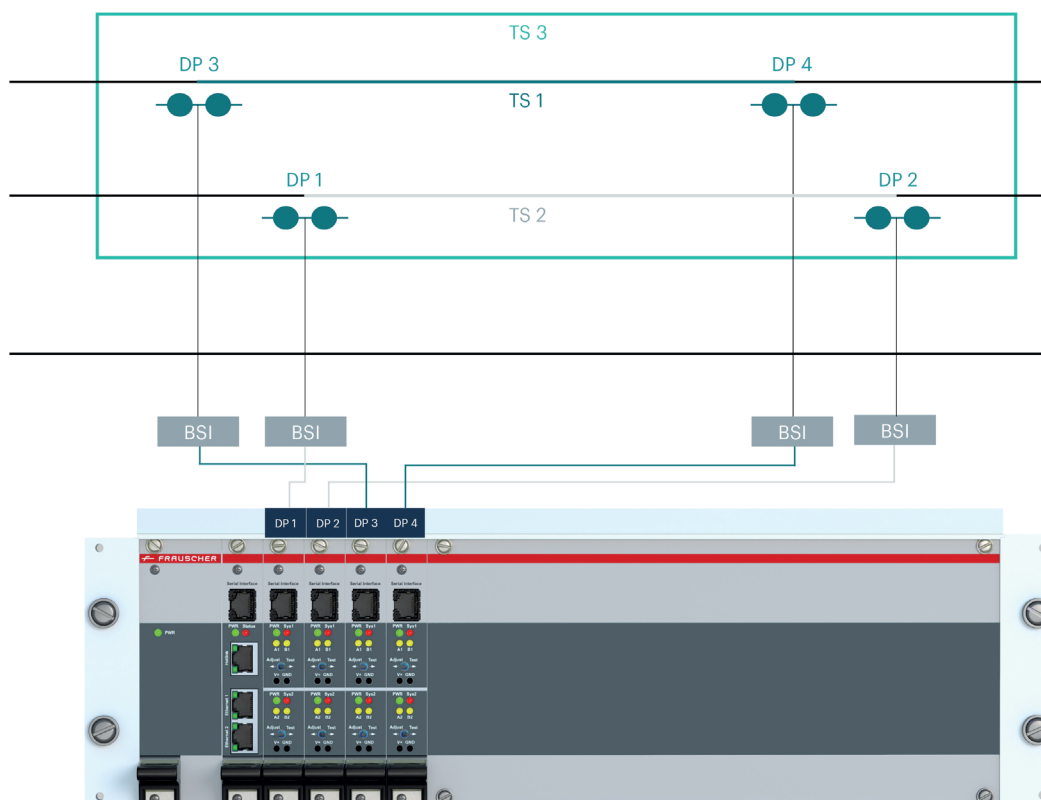 TS 3
DP 3 DP 4
TS 1
DP 1 DP 2
TS 2
BSI BSI BSI BSI
DP 1 DP 2 DP 3 DP 4
FRAUSCHER
Serial Interface Serial Interface Serial Interface Serial Interface Serial Interface
PWR
PWR Status PWR Sys1 PWR Sys1 PWR Sys1 PWR Sys1
A1 B1 A1 B1 A1 B1 A1 B1
Adjust Test Adjust Test Adjust Test Adjust Test
V+ GND V+ GND V+ GND V+ GND
Ethernet 1
PWR Sys2 PWR Sys2 PWR Sys2 PWR Sys2
A2 B2 A2 B2 A2 B2 A2 B2
Ethernet 2
Adjust Test Adjust Test Adjust Test Adjust Test
V+ GND V+ GND V+ GND V+ GND